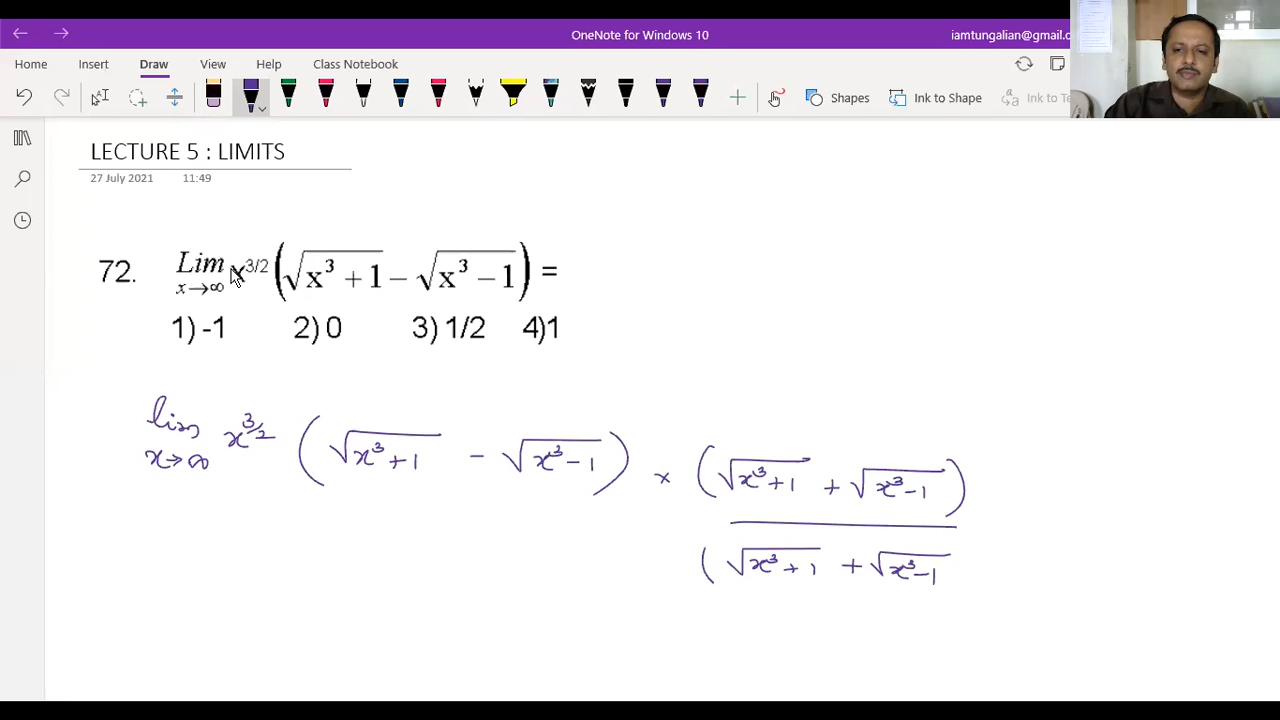 OneNote for Windows 10
iamtungalian@gmail.c
Home Insert Draw View Help Class Notebook
Shapes Ink to Shape Ink to Te
LECTURE 5 : LIMITS
27 July 2021 11:49
72. Lim x→∞ x^{3/2} (√(x³ + 1) − √(x³ − 1)) =
1) -1 2) 0 3) 1/2 4)1
lim x→∞ x^{3/2} (√(x³+1) − √(x³−1)) × (√(x³+1) + √(x³−1))
(√(x³+1) + √(x³−1)